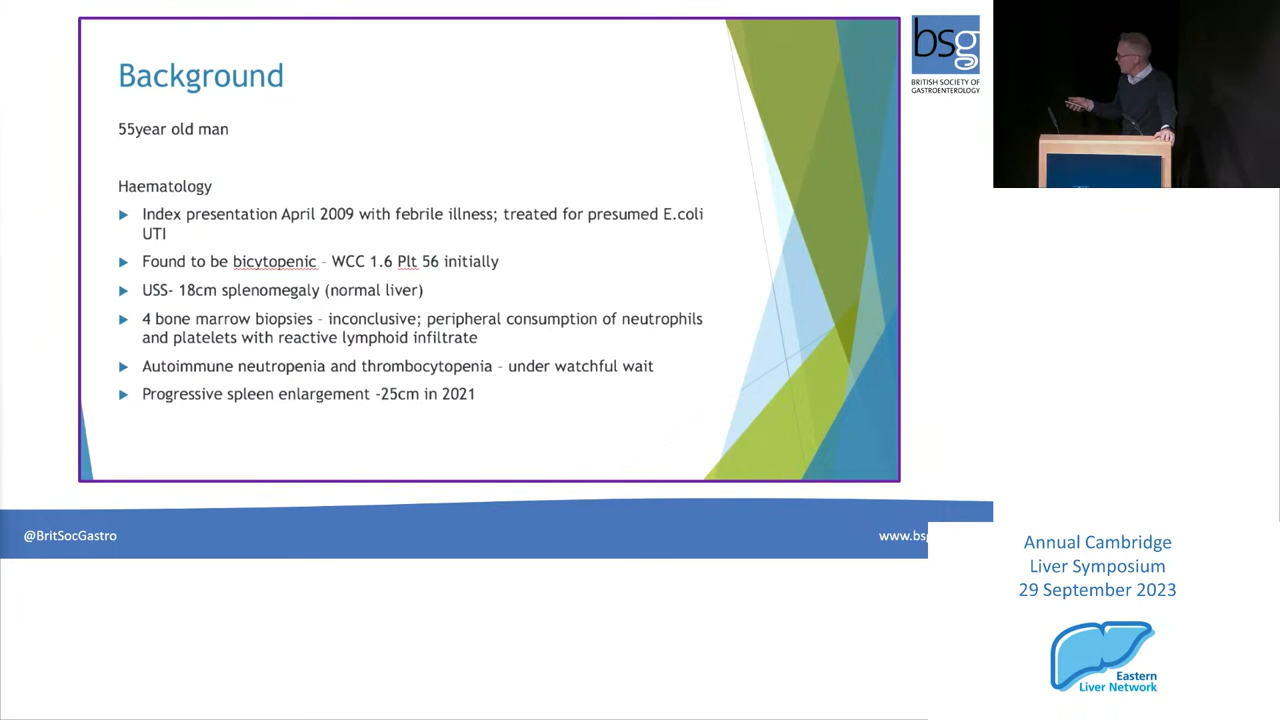 Background
55year old man
Haematology
Index presentation April 2009 with febrile illness; treated for presumed E.coli
UTI
Found to be bicytopenic – WCC 1.6 Plt 56 initially
USS- 18cm splenomegaly (normal liver)
4 bone marrow biopsies – inconclusive; peripheral consumption of neutrophils
and platelets with reactive lymphoid infiltrate
Autoimmune neutropenia and thrombocytopenia – under watchful wait
Progressive spleen enlargement -25cm in 2021
bsg
BRITISH SOCIETY OF
GASTROENTEROLOGY
@BritSocGastro
www.bs
Annual Cambridge
Liver Symposium
29 September 2023
Eastern
Liver Network